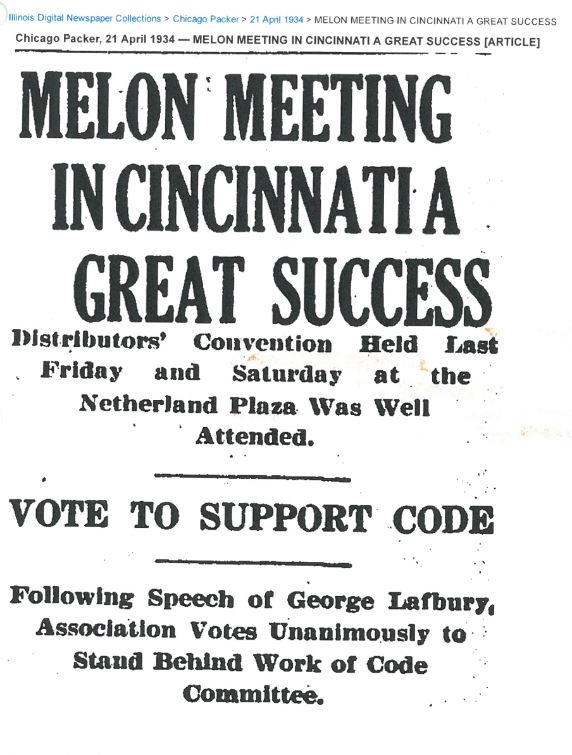 Illinois Digital Newspaper Collections > Chicago Packer > 21 April 1934 > MELON MEETING IN CINCINNATI A GREAT SUCCESS
Chicago Packer, 21 April 1934 — MELON MEETING IN CINCINNATI A GREAT SUCCESS [ARTICLE]
MELON MEETING
IN CINCINNATI A
GREAT SUCCESS
Distributors' Convention Held Last
Friday and Saturday at the
Netherland Plaza Was Well
Attended.
VOTE TO SUPPORT CODE
Following Speech of George Lafbury,
Association Votes Unanimously to
Stand Behind Work of Code
Committee.